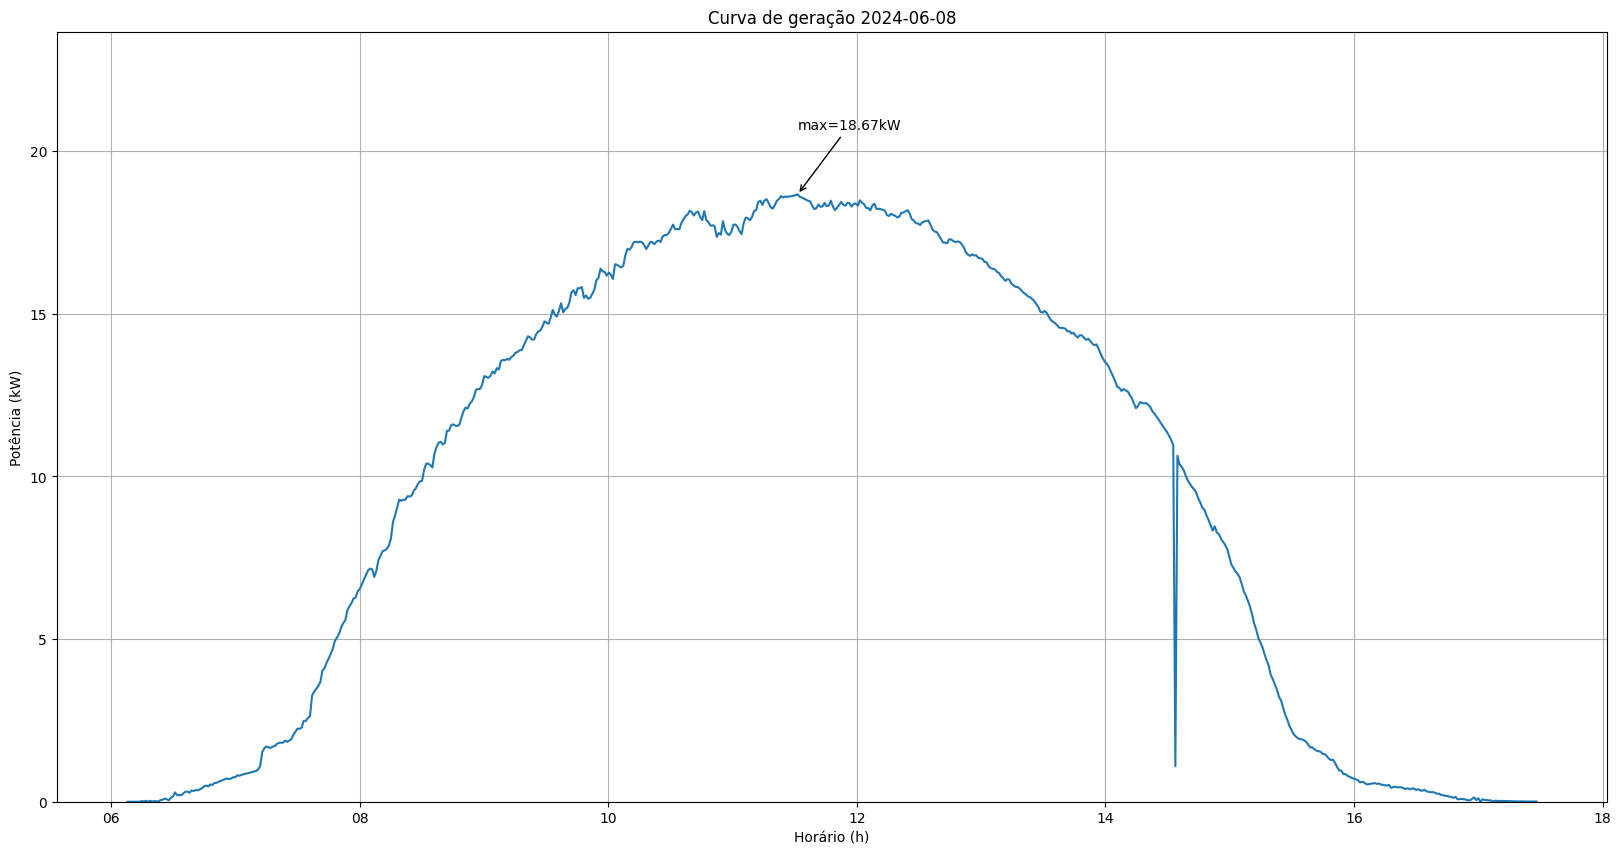 Curva de geração 2024-06-08
max=18.67kW
Potência (kW)
20
15
10
5
0
06 08 10 12 14 16 18
Horário (h)